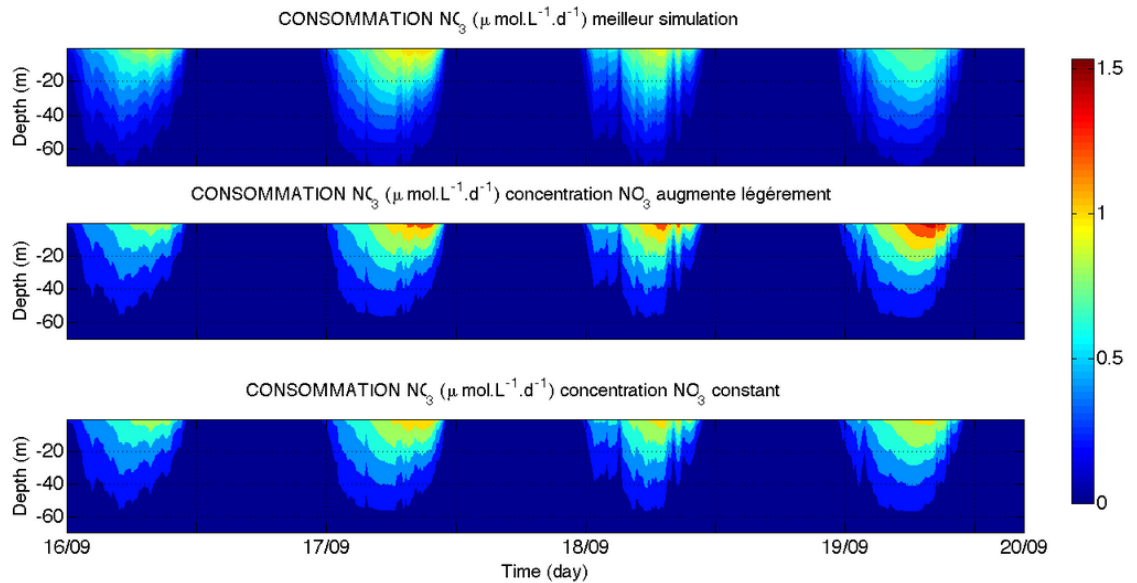 CONSOMMATION NO3 (μ mol.L-1.d-1) meilleur simulation
Depth (m)
-20
-40
-60
CONSOMMATION NO3 (μ mol.L-1.d-1) concentration NO3 augmente légérement
Depth (m)
-20
-40
-60
CONSOMMATION NO3 (μ mol.L-1.d-1) concentration NO3 constant
Depth (m)
-20
-40
-60
16/09 17/09 18/09 19/09 20/09
Time (day)
1.5
1
0.5
0